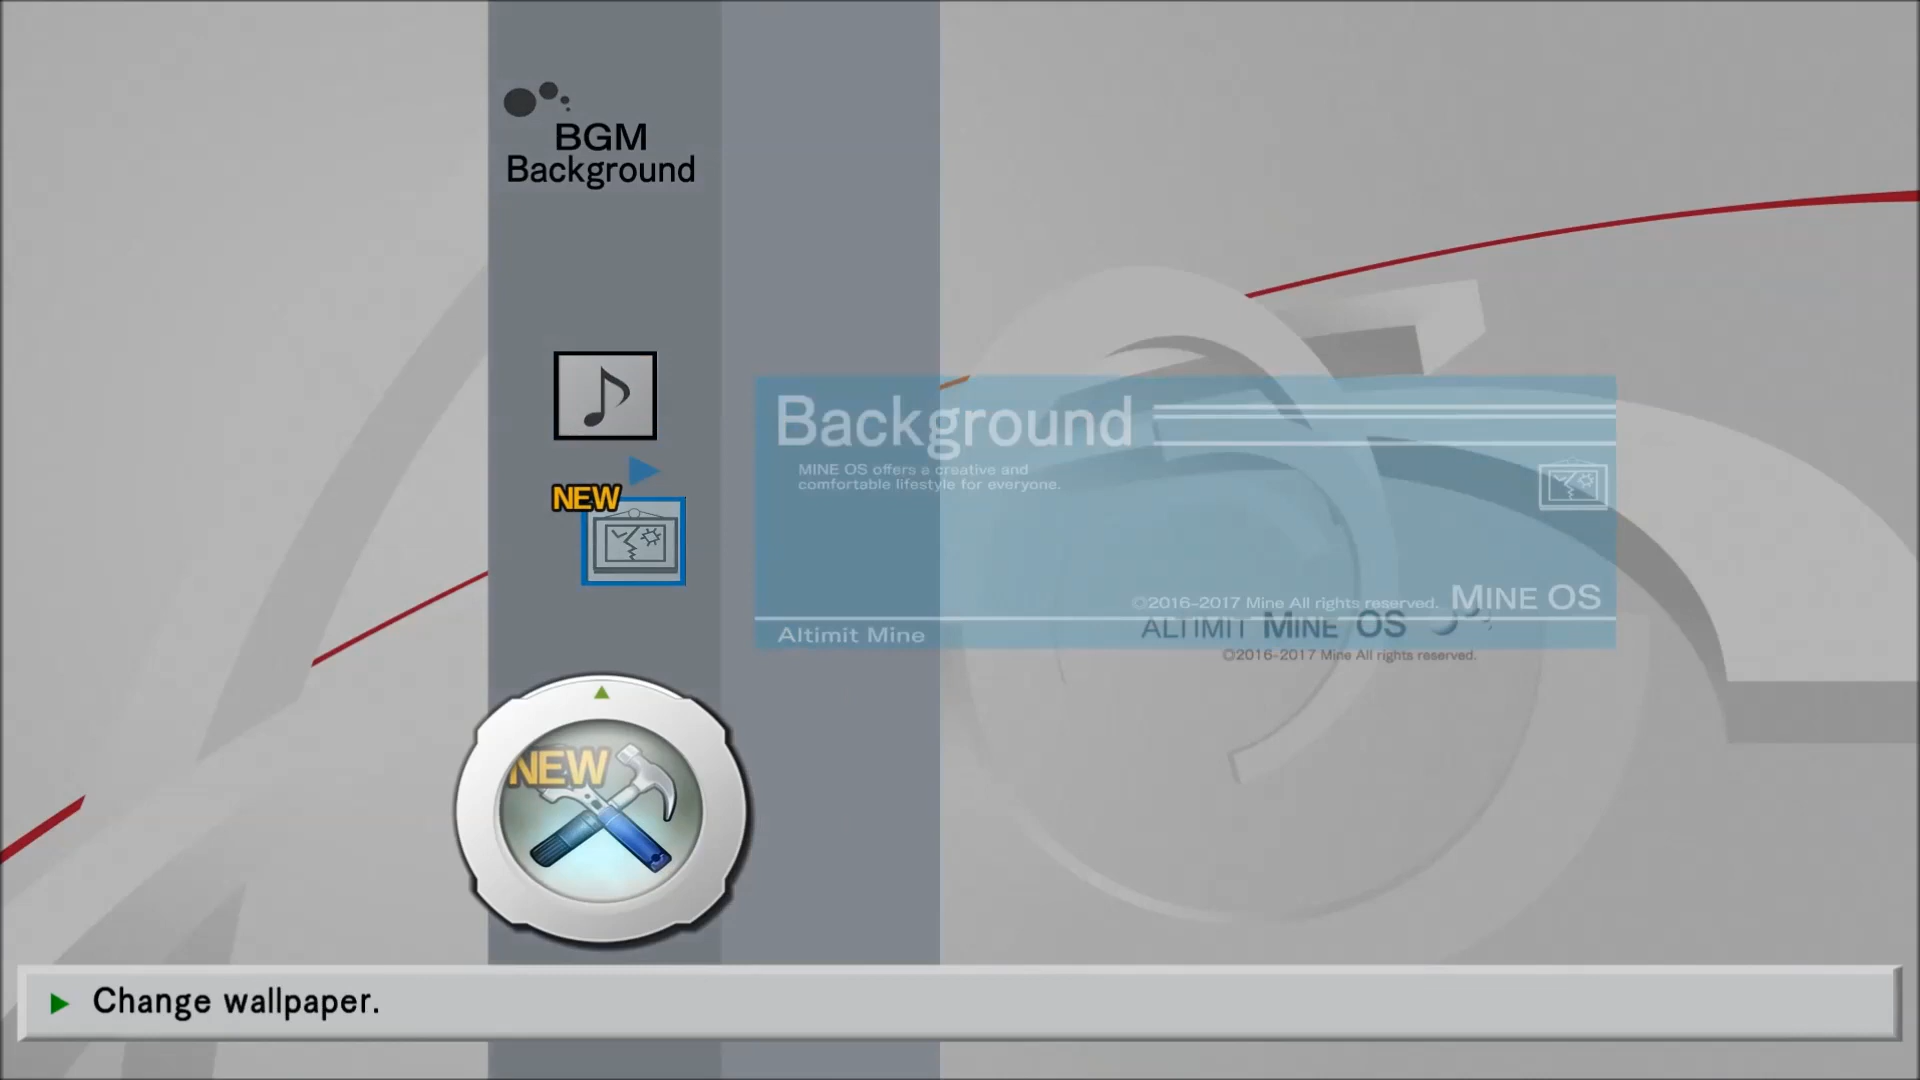 BGM
Background
Background
MINE OS offers a creative and
comfortable lifestyle for everyone.
NEW
©2016-2017 Mine All rights reserved. MINE OS
Altimit Mine
ALTIMIT MINE OS
©2016-2017 Mine All rights reserved.
NEW
Change wallpaper.